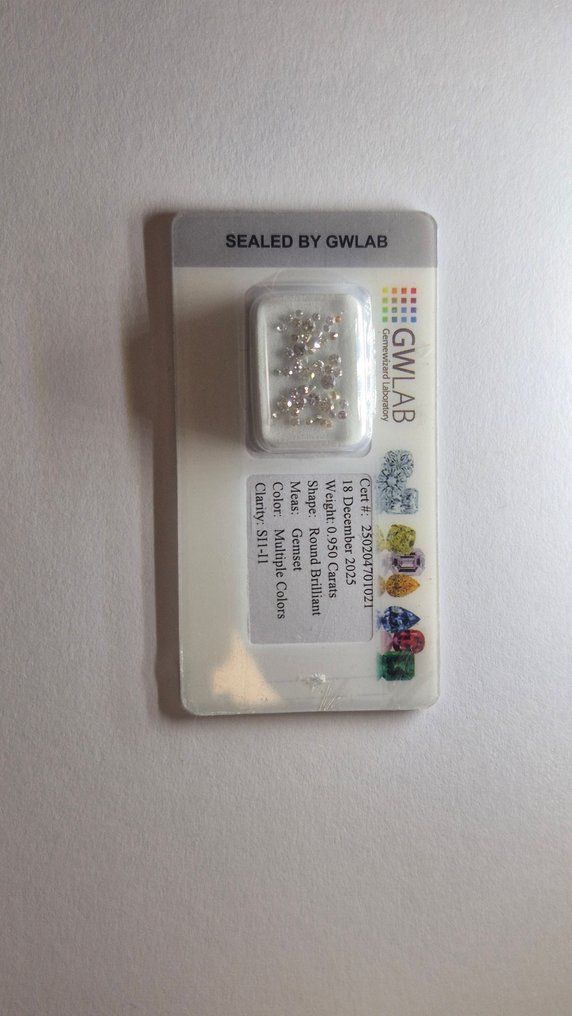 SEALED BY GWLAB
GWLAB
Gemewizard Laboratory
Cert #: 250204701021
18 December 2025
Weight: 0.950 Carats
Shape: Round Brilliant
Meas: Gemset
Color: Multiple Colors
Clarity: SI1-I1